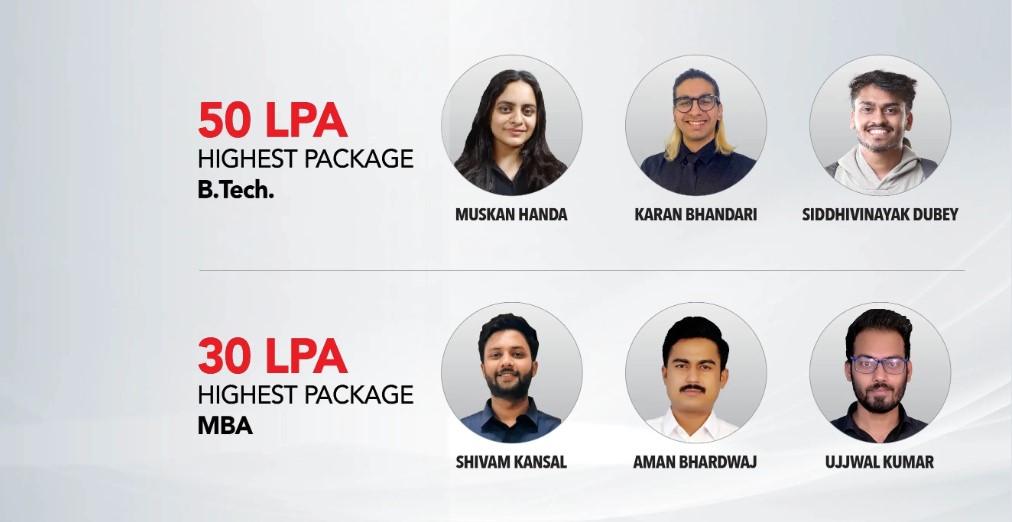 50 LPA
HIGHEST PACKAGE
B.Tech.
MUSKAN HANDA
KARAN BHANDARI
SIDDHIVINAYAK DUBEY
30 LPA
HIGHEST PACKAGE
MBA
SHIVAM KANSAL
AMAN BHARDWAJ
UJJWAL KUMAR